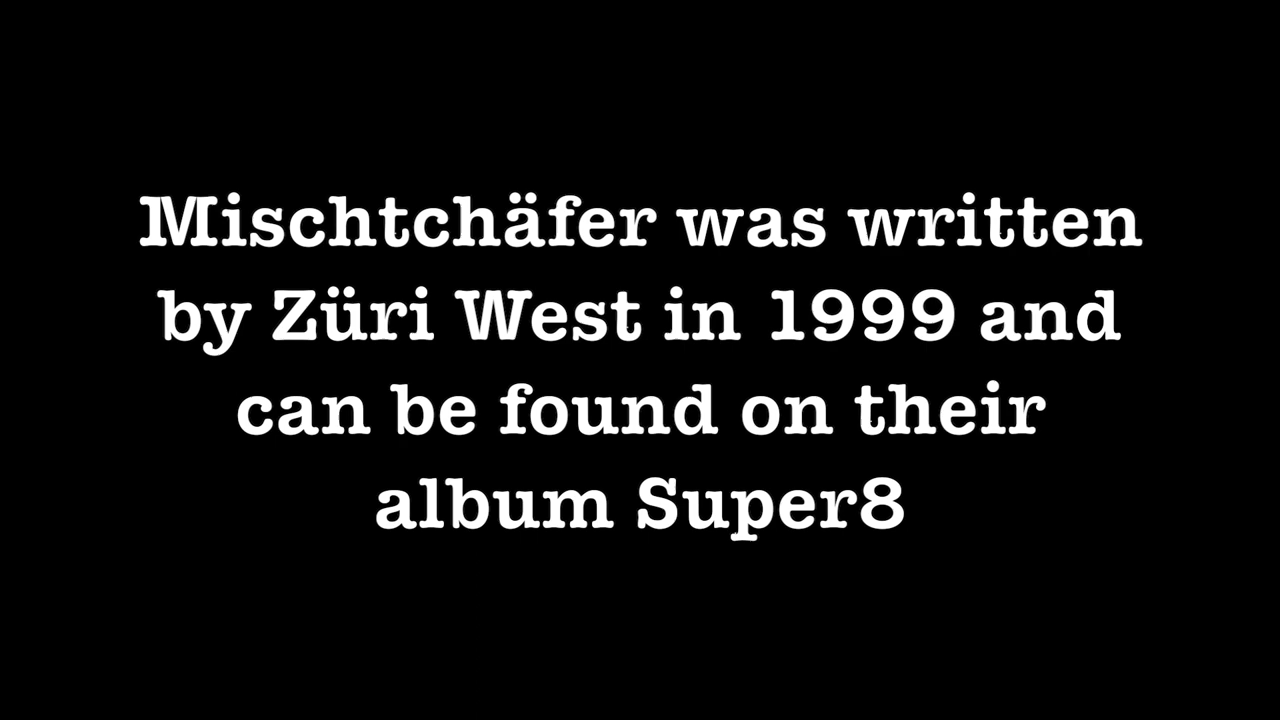 Mischtchäfer was written
by Züri West in 1999 and
can be found on their
album Super8